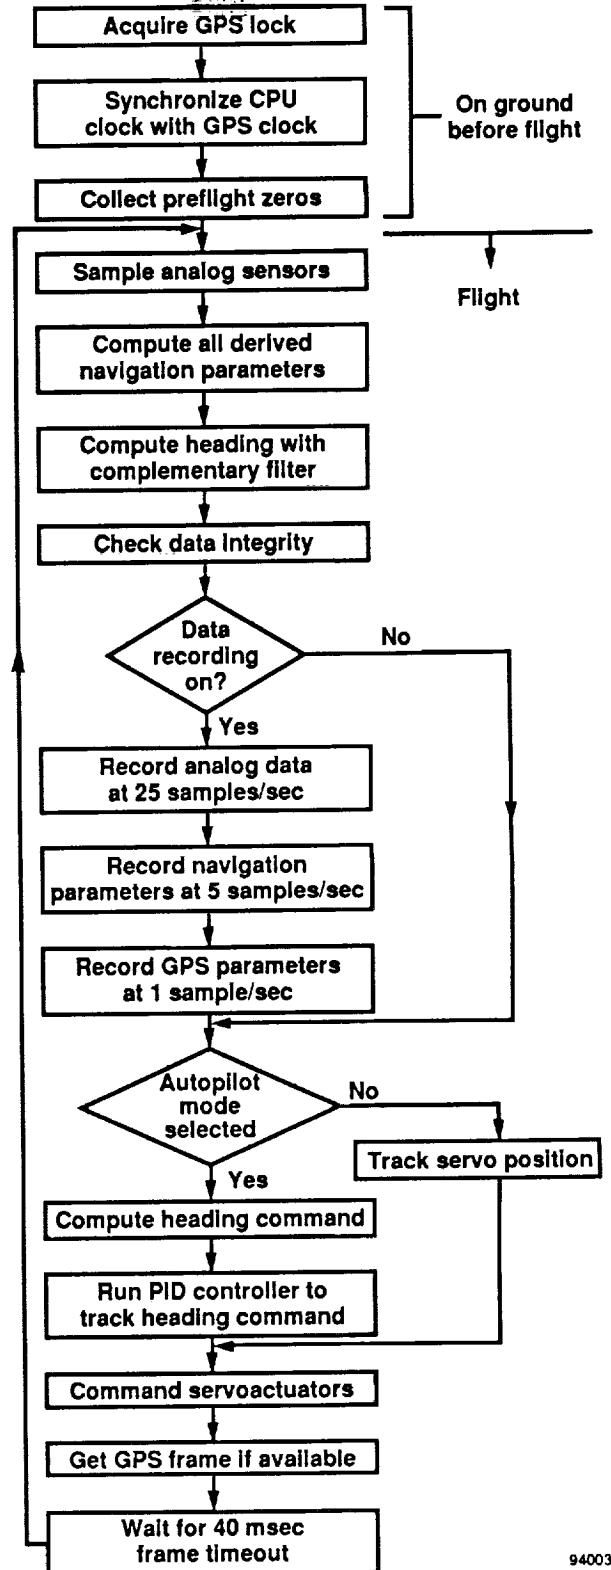 Acquire GPS lock
Synchronize CPU
clock with GPS clock
On ground
before flight
Collect preflight zeros
Sample analog sensors
Flight
Compute all derived
navigation parameters
Compute heading with
complementary filter
Check data integrity
Data
recording
on?
No
Yes
Record analog data
at 25 samples/sec
Record navigation
parameters at 5 samples/sec
Record GPS parameters
at 1 sample/sec
Autopilot
mode
selected
No
Track servo position
Yes
Compute heading command
Run PID controller to
track heading command
Command servoactuators
Get GPS frame if available
Wait for 40 msec
frame timeout
94003